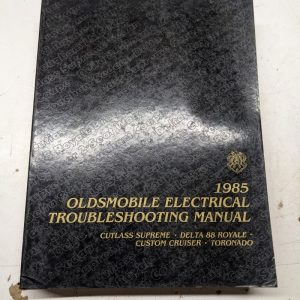 1985
OLDSMOBILE ELECTRICAL
TROUBLESHOOTING MANUAL
CUTLASS SUPREME · DELTA 88 ROYALE ·
CUSTOM CRUISER · TORONADO